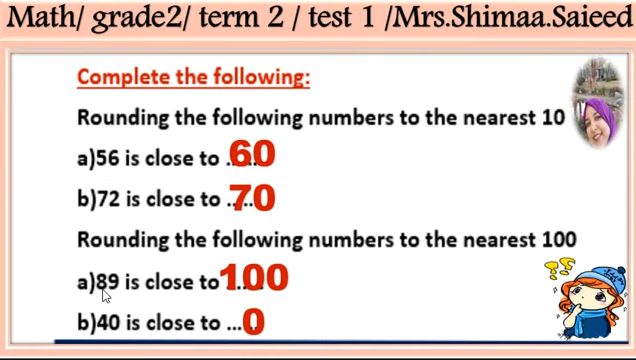 Math/ grade2/ term 2 / test 1 /Mrs.Shimaa.Saieed
Complete the following:
Rounding the following numbers to the nearest 10
a)56 is close to ..60..
b)72 is close to ..70..
Rounding the following numbers to the nearest 100
a)89 is close to 100
b)40 is close to ...0
??